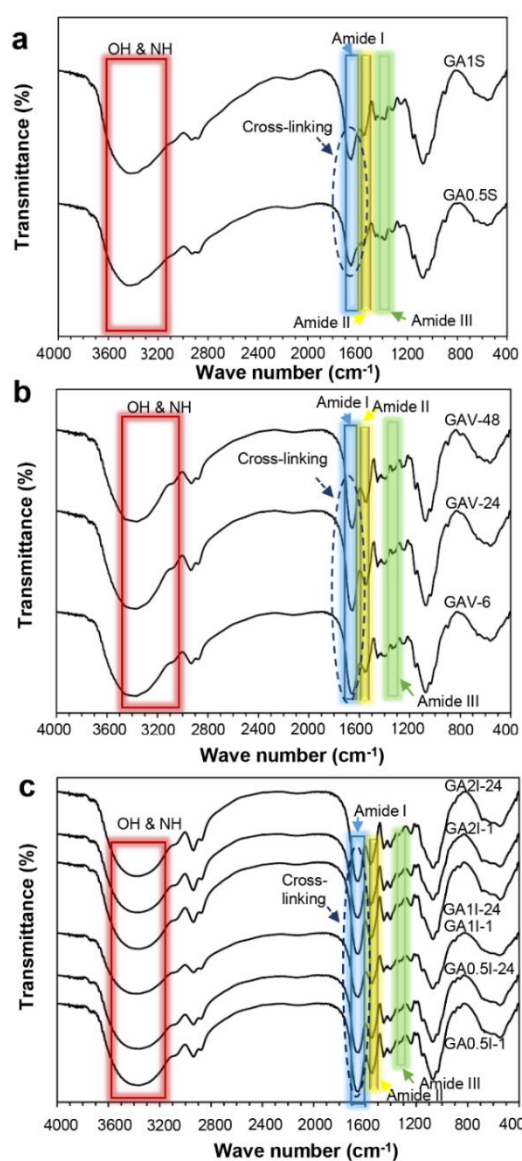 a
OH & NH
Amide I
GA1S
Cross-linking
GA0.5S
Amide II
Amide III
Transmittance (%)
4000 3600 3200 2800 2400 2000 1600 1200 800 400
Wave number (cm-1)
b
OH & NH
Amide I
Amide II
GAV-48
Cross-linking
GAV-24
GAV-6
Amide III
Transmittance (%)
4000 3600 3200 2800 2400 2000 1600 1200 800 400
Wave number (cm-1)
c
GA2I-24
Amide I
OH & NH
GA2I-1
Cross-
linking
GA1I-24
GA1I-1
GA0.5I-24
GA0.5I-1
Amide III
Amide II
Transmittance (%)
4000 3600 3200 2800 2400 2000 1600 1200 800 400
Wave number (cm-1)